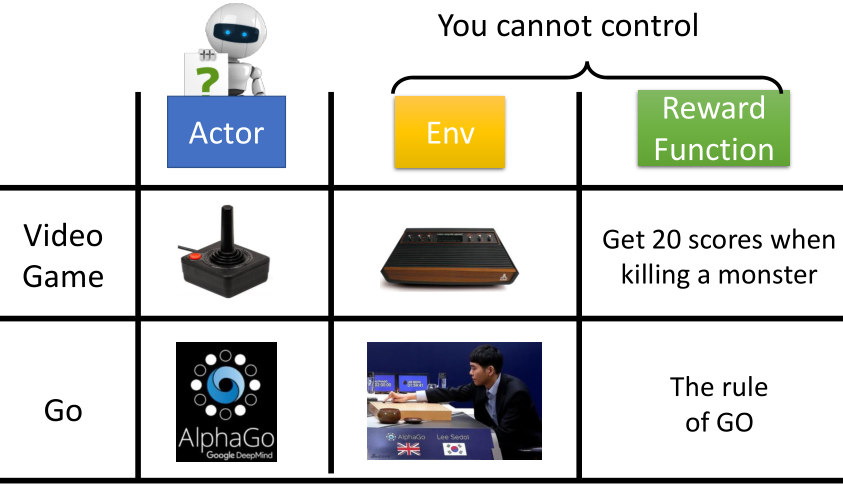 You cannot control
?
Actor
Env
Reward
Function
Video
Game
Get 20 scores when
killing a monster
Go
AlphaGo
Google DeepMind
AlphaGo
Lee Sedol
The rule
of GO